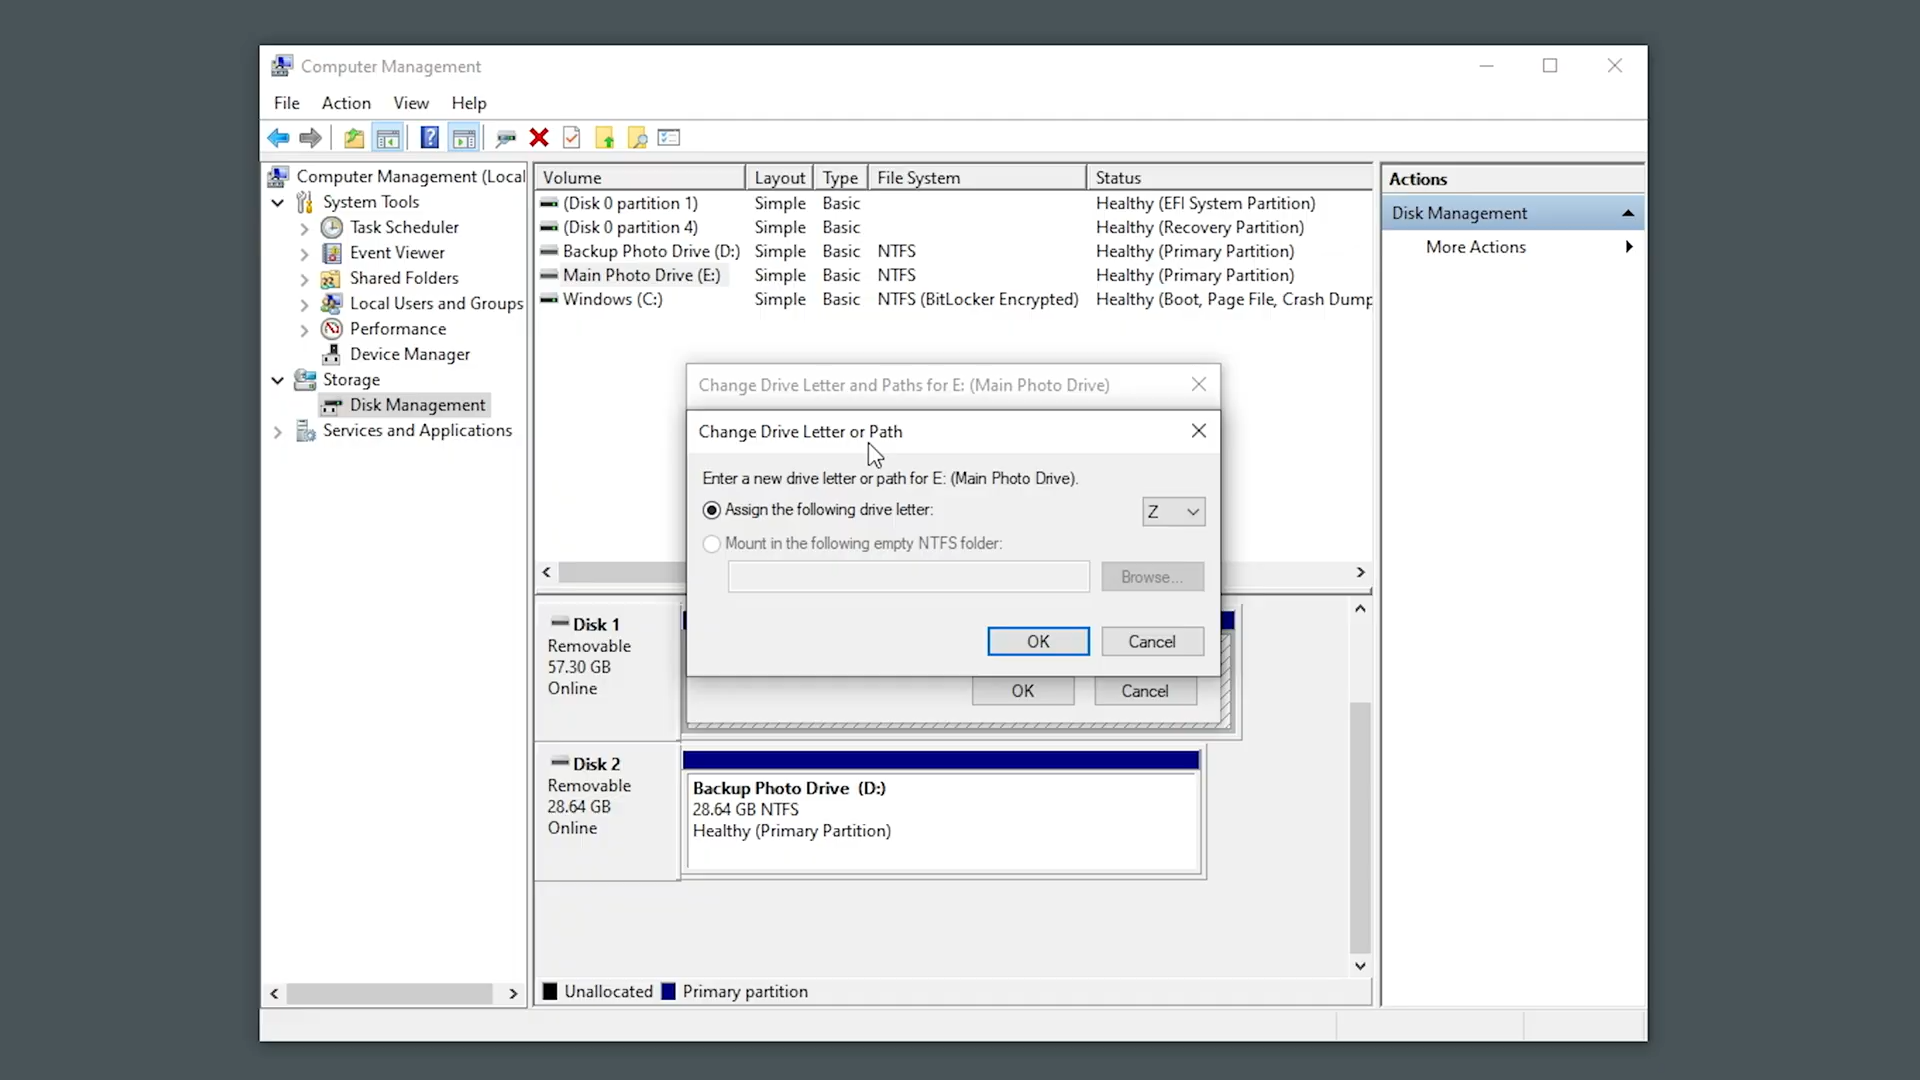 Computer Management
File Action View Help
Computer Management (Local
System Tools
Task Scheduler
Event Viewer
Shared Folders
Local Users and Groups
Performance
Device Manager
Storage
Disk Management
Services and Applications
Volume Layout Type File System Status
(Disk 0 partition 1) Simple Basic Healthy (EFI System Partition)
(Disk 0 partition 4) Simple Basic Healthy (Recovery Partition)
Backup Photo Drive (D:) Simple Basic NTFS Healthy (Primary Partition)
Main Photo Drive (E:) Simple Basic NTFS Healthy (Primary Partition)
Windows (C:) Simple Basic NTFS (BitLocker Encrypted) Healthy (Boot, Page File, Crash Dump
Change Drive Letter and Paths for E: (Main Photo Drive)
Change Drive Letter or Path
Enter a new drive letter or path for E: (Main Photo Drive).
Assign the following drive letter: Z
Mount in the following empty NTFS folder:
Browse...
OK Cancel
OK Cancel
Disk 1
Removable
57.30 GB
Online
Disk 2
Removable
28.64 GB
Online
Backup Photo Drive (D:)
28.64 GB NTFS
Healthy (Primary Partition)
Unallocated Primary partition
Actions
Disk Management
More Actions